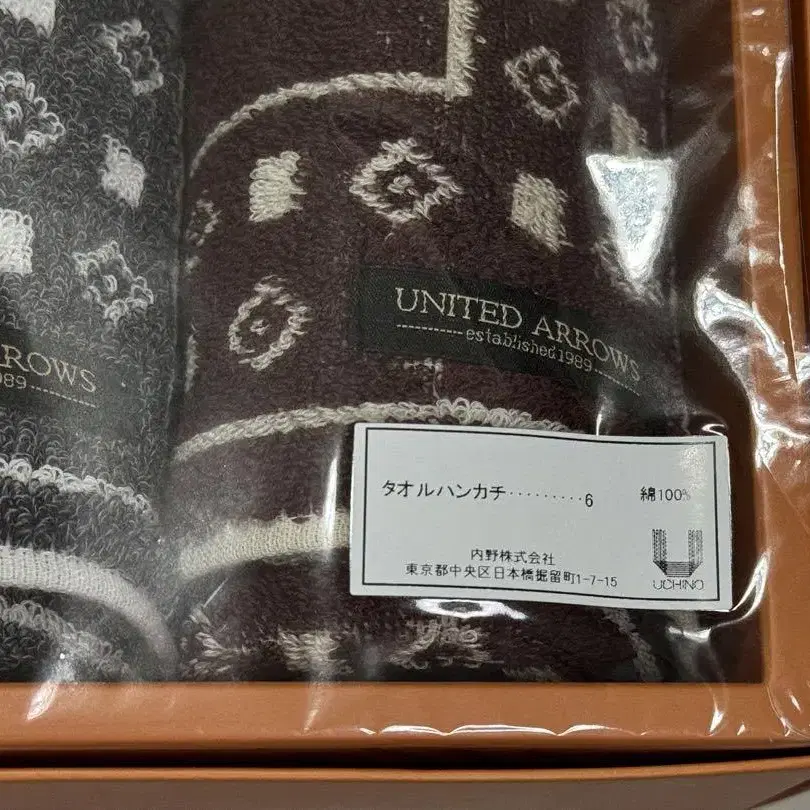 UNITED ARROWS
established 1989
ROWS
989
タオルハンカチ·········6 綿100%
内野株式会社
東京都中央区日本橋掘留町1-7-15
UCHINO